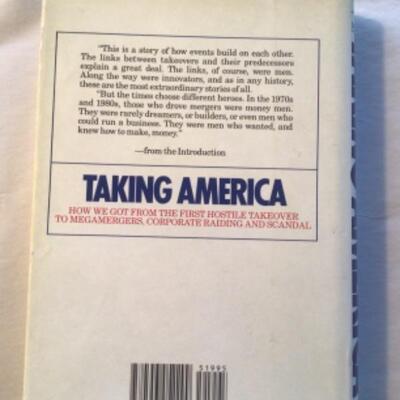 "This is a story of how events build on each other.
The links between takeovers and their predecessors
explain a great deal. The links, of course, were men.
Along the way were innovators, and as in any history,
these are the most extraordinary stories of all.
"But the times choose different heroes. In the 1970s
and 1980s, those who drove mergers were money men.
They were rarely dreamers, or builders, or even men who
could run a business. They were men who wanted, and
knew how to make, money."
—from the Introduction
TAKING AMERICA
HOW WE GOT FROM THE FIRST HOSTILE TAKEOVER
TO MEGAMERGERS, CORPORATE RAIDING AND SCANDAL
51995